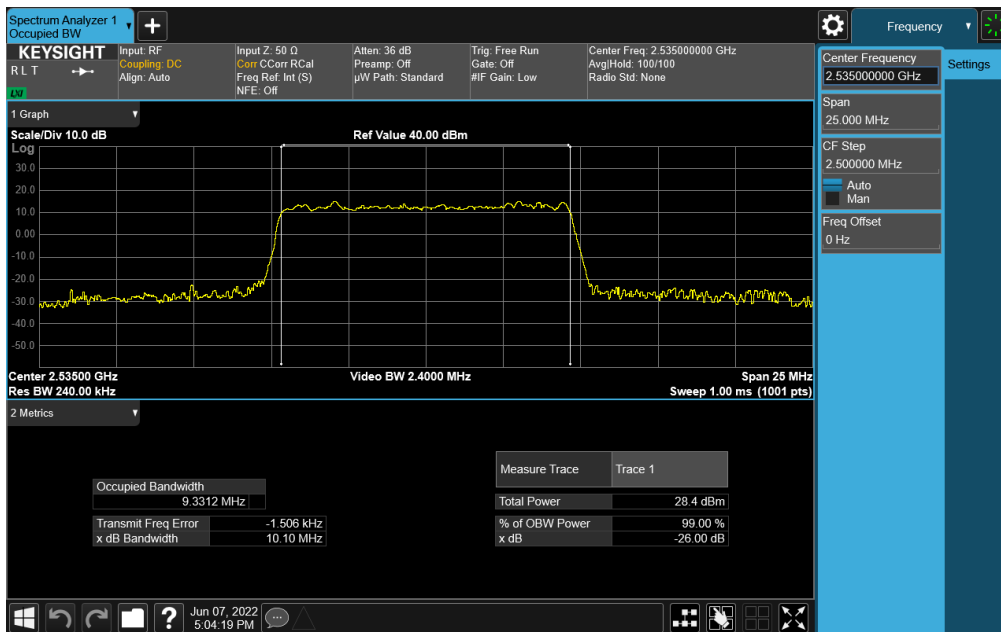 Spectrum Analyzer 1
Occupied BW
+
Frequency
KEYSIGHT
R L T
LXI
Input: RF
Coupling: DC
Align: Auto
Input Z: 50 Ω
Corr CCorr RCal
Freq Ref: Int (S)
NFE: Off
Atten: 36 dB
Preamp: Off
µW Path: Standard
Trig: Free Run
Gate: Off
#IF Gain: Low
Center Freq: 2.535000000 GHz
Avg|Hold: 100/100
Radio Std: None
Center Frequency
2.535000000 GHz
Settings
Span
25.000 MHz
CF Step
2.500000 MHz
Auto
Man
Freq Offset
0 Hz
1 Graph
Scale/Div 10.0 dB
Ref Value 40.00 dBm
Log
30.0
20.0
10.0
0.00
-10.0
-20.0
-30.0
-40.0
-50.0
Center 2.53500 GHz
Video BW 2.4000 MHz
Span 25 MHz
Res BW 240.00 kHz
Sweep 1.00 ms (1001 pts)
2 Metrics
Measure Trace Trace 1
Occupied Bandwidth
9.3312 MHz
Total Power 28.4 dBm
Transmit Freq Error -1.506 kHz
% of OBW Power 99.00 %
x dB Bandwidth 10.10 MHz
x dB -26.00 dB
?
Jun 07, 2022
5:04:19 PM